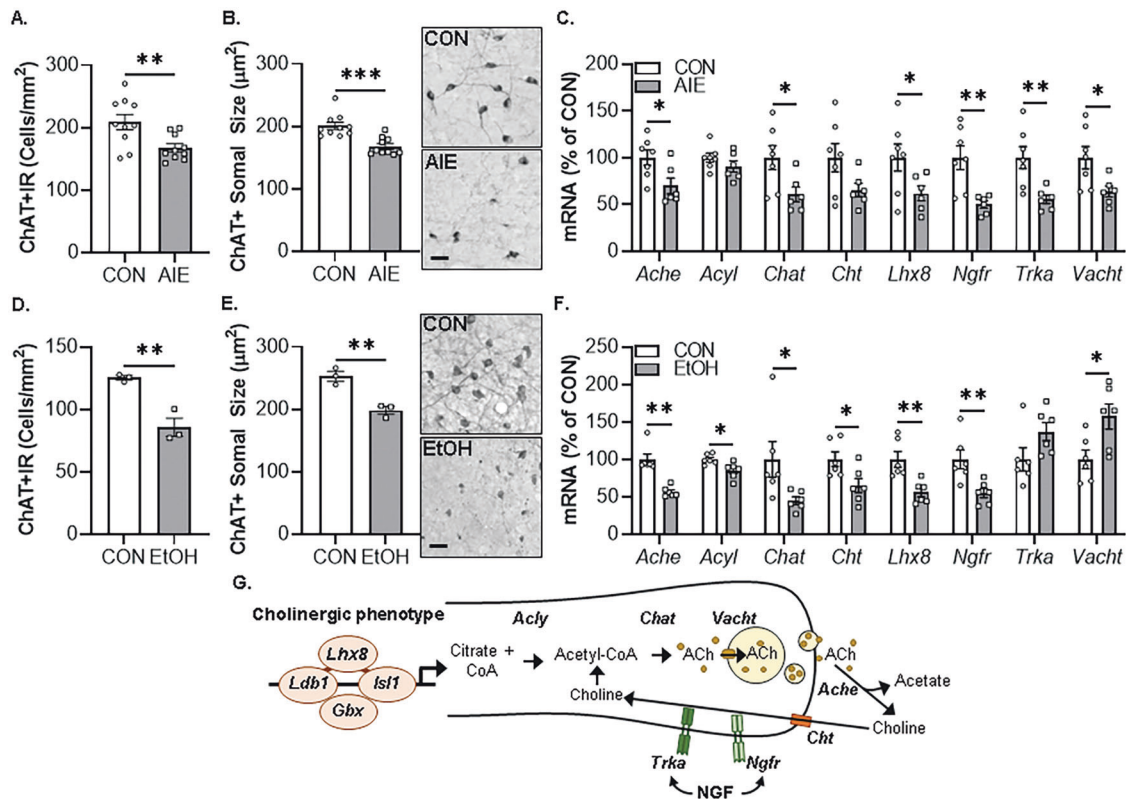 A.
ChAT+IR (Cells/mm²)
300
200
100
0
**
CON AIE
B.
ChAT+ Somal Size (µm²)
300
200
100
0
***
CON AIE
CON
AIE
C.
mRNA (% of CON)
200
150
100
50
0
CON
AIE
* * * ** ** *
Ache Acyl Chat Cht Lhx8 Ngfr Trka Vacht
D.
ChAT+IR (Cells/mm²)
150
100
50
0
**
CON EtOH
E.
ChAT+ Somal Size (µm²)
300
200
100
0
**
CON EtOH
CON
EtOH
F.
mRNA (% of CON)
250
200
150
100
50
0
CON
EtOH
** * * * ** ** *
Ache Acyl Chat Cht Lhx8 Ngfr Trka Vacht
G.
Cholinergic phenotype
Lhx8
Ldb1 Isl1
Gbx
Acly Chat Vacht
Citrate +
CoA
Acetyl-CoA
ACh
ACh
ACh
Ache
Acetate
Choline
Choline
Cht
Trka Ngfr
NGF